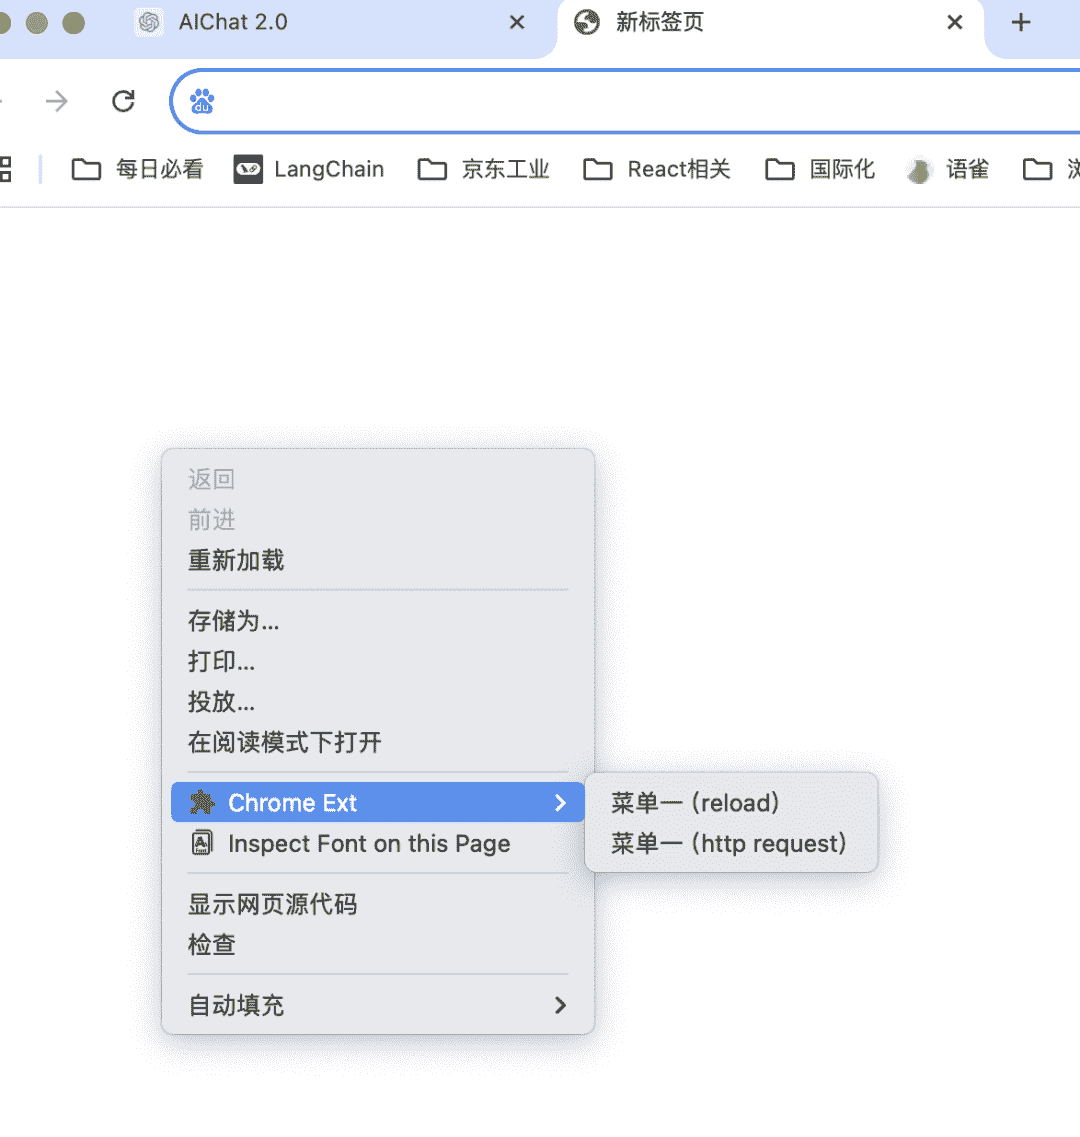 AIChat 2.0
新标签页
du
每日必看 LangChain 京东工业 React相关 国际化 语雀
返回
前进
重新加载
存储为...
打印...
投放...
在阅读模式下打开
Chrome Ext
菜单一 (reload)
Inspect Font on this Page
菜单一 (http request)
显示网页源代码
检查
自动填充